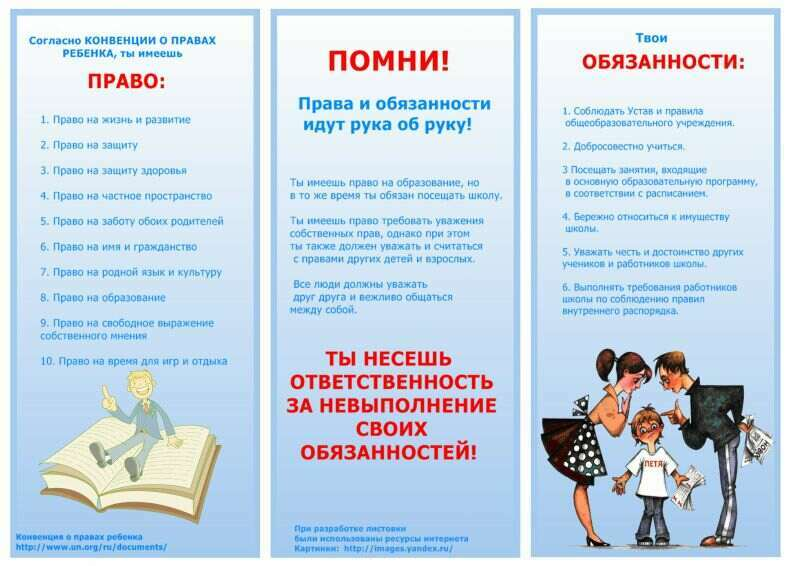 Согласно КОНВЕНЦИИ О ПРАВАХ
РЕБЕНКА, ты имеешь
ПРАВО:
1. Право на жизнь и развитие
2. Право на защиту
3. Право на защиту здоровья
4. Право на частное пространство
5. Право на заботу обоих родителей
6. Право на имя и гражданство
7. Право на родной язык и культуру
8. Право на образование
9. Право на свободное выражение
собственного мнения
10. Право на время для игр и отдыха
Конвенция о правах ребенка
http://www.un.org/ru/documents/
ПОМНИ!
Права и обязанности
идут рука об руку!
Ты имеешь право на образование, но
в то же время ты обязан посещать школу.
Ты имеешь право требовать уважения
собственных прав, однако при этом
ты также должен уважать и считаться
с правами других детей и взрослых.
Все люди должны уважать
друг друга и вежливо общаться
между собой.
ТЫ НЕСЕШЬ
ОТВЕТСТВЕННОСТЬ
ЗА НЕВЫПОЛНЕНИЕ
СВОИХ
ОБЯЗАННОСТЕЙ!
При разработке листовки
были использованы ресурсы интернета
Картинки: http://images.yandex.ru/
Твои
ОБЯЗАННОСТИ:
1. Соблюдать Устав и правила
общеобразовательного учреждения.
2. Добросовестно учиться.
3 Посещать занятия, входящие
в основную образовательную программу,
в соответствии с расписанием.
4. Бережно относиться к имуществу
школы.
5. Уважать честь и достоинство других
учеников и работников школы.
6. Выполнять требования работников
школы по соблюдению правил
внутреннего распорядка.
ПЕТЯ